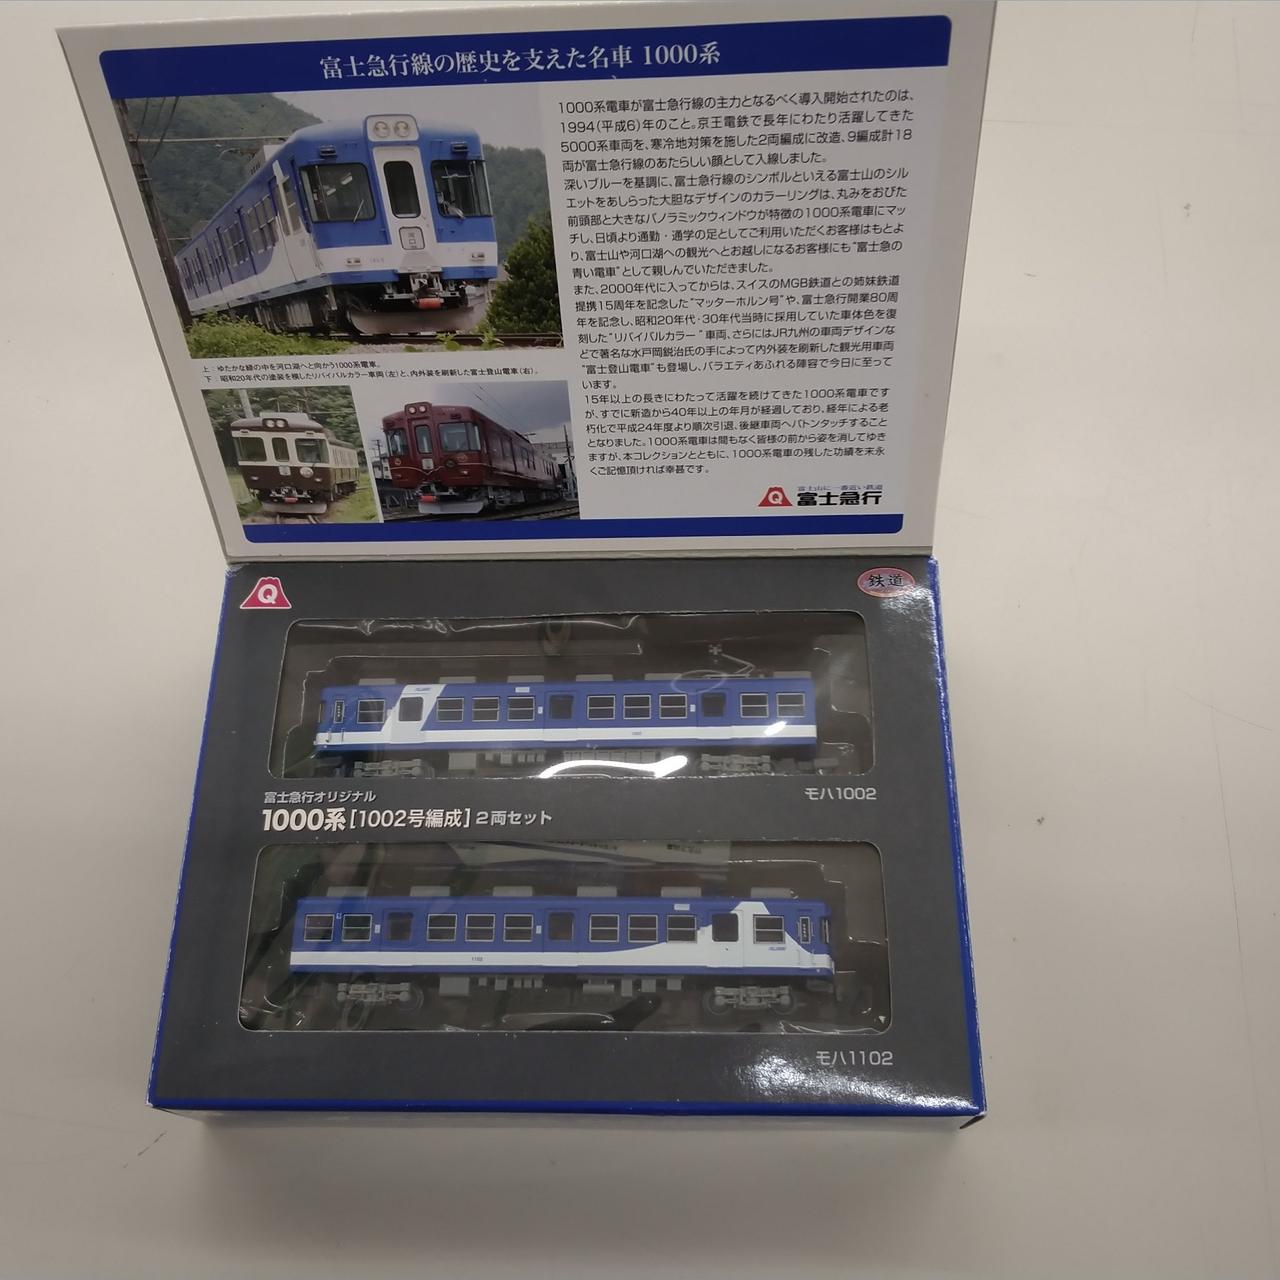 富士急行線の歴史を支えた名車 1000系
1000系電車が富士急行線の主力となるべく導入開始されたのは、
1994(平成6)年のこと。京王電鉄で長年にわたり活躍してきた
5000系車両を、寒冷地対策を施した2両編成に改造、9編成計18
両が富士急行線のあたらしい顔として入線しました。
深いブルーを基調に、富士急行線のシンボルといえる富士山のシル
エットをあしらった大胆なデザインのカラーリングは、丸みをおびた
前頭部と大きなパノラミックウィンドウが特徴の1000系電車にマッ
チし、日頃より通勤・通学の足としてご利用いただくお客様はもとよ
り、富士山や河口湖への観光へとお越しになるお客様にも“富士急の
青い電車”として親しんでいただきました。
また、2000年代に入ってからは、スイスのMGB鉄道との姉妹鉄道
提携15周年を記念した“マッターホルン号”や、富士急行開業80周
年を記念し、昭和20年代・30年代当時に採用していた車体色を復
刻した“リバイバルカラー”車両、さらにはJR九州の車両デザインな
どで著名な水戸岡鋭治氏の手によって内外装を刷新した観光用車両
“富士登山電車”も登場し、バラエティあふれる陣容で今日に至って
います。
15年以上の長きにわたって活躍を続けてきた1000系電車です
が、すでに新造から40年以上の年月が経過しており、経年による老
朽化で平成24年度より順次引退、後継車両へバトンタッチすること
となりました。1000系電車は間もなく皆様の前から姿を消してゆき
ますが、本コレクションとともに、1000系電車の残した功績を末永
くご記憶頂ければ幸甚です。
上:ゆたかな緑の中を河口湖へと向かう1000系電車。
下:昭和20年代の塗装を模したリバイバルカラー車両(左)と、内外装を刷新した富士登山電車(右)。
富士山に一番近い鉄道
Q 富士急行
Q
鉄道
モハ1002
富士急行オリジナル
1000系[1002号編成]2両セット
1102
モハ1102